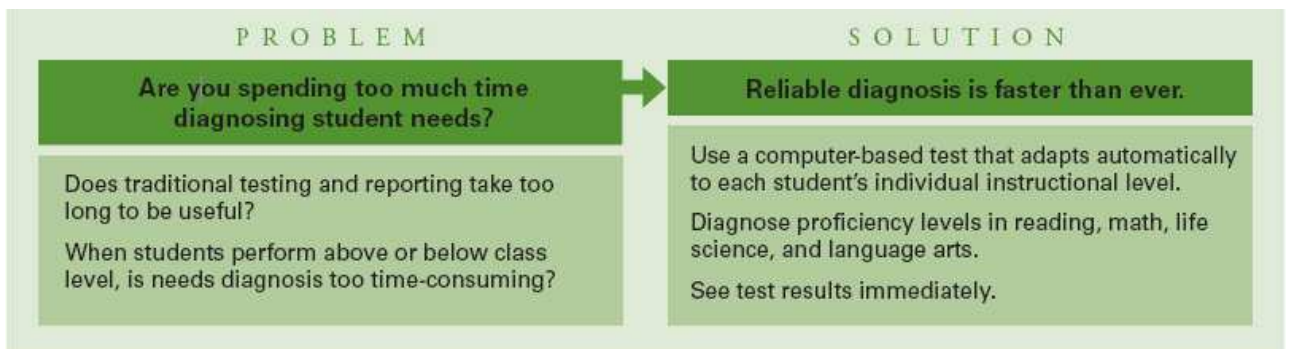 PROBLEM
Are you spending too much time
diagnosing student needs?
Does traditional testing and reporting take too
long to be useful?
When students perform above or below class
level, is needs diagnosis too time-consuming?
SOLUTION
Reliable diagnosis is faster than ever.
Use a computer-based test that adapts automatically
to each student's individual instructional level.
Diagnose proficiency levels in reading, math, life
science, and language arts.
See test results immediately.